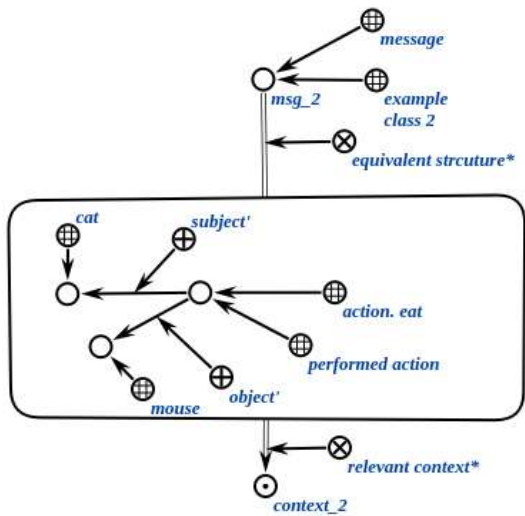 message
msg_2
example
class 2
equivalent strcuture*
cat
subject'
action. eat
performed action
object'
mouse
relevant context*
context_2